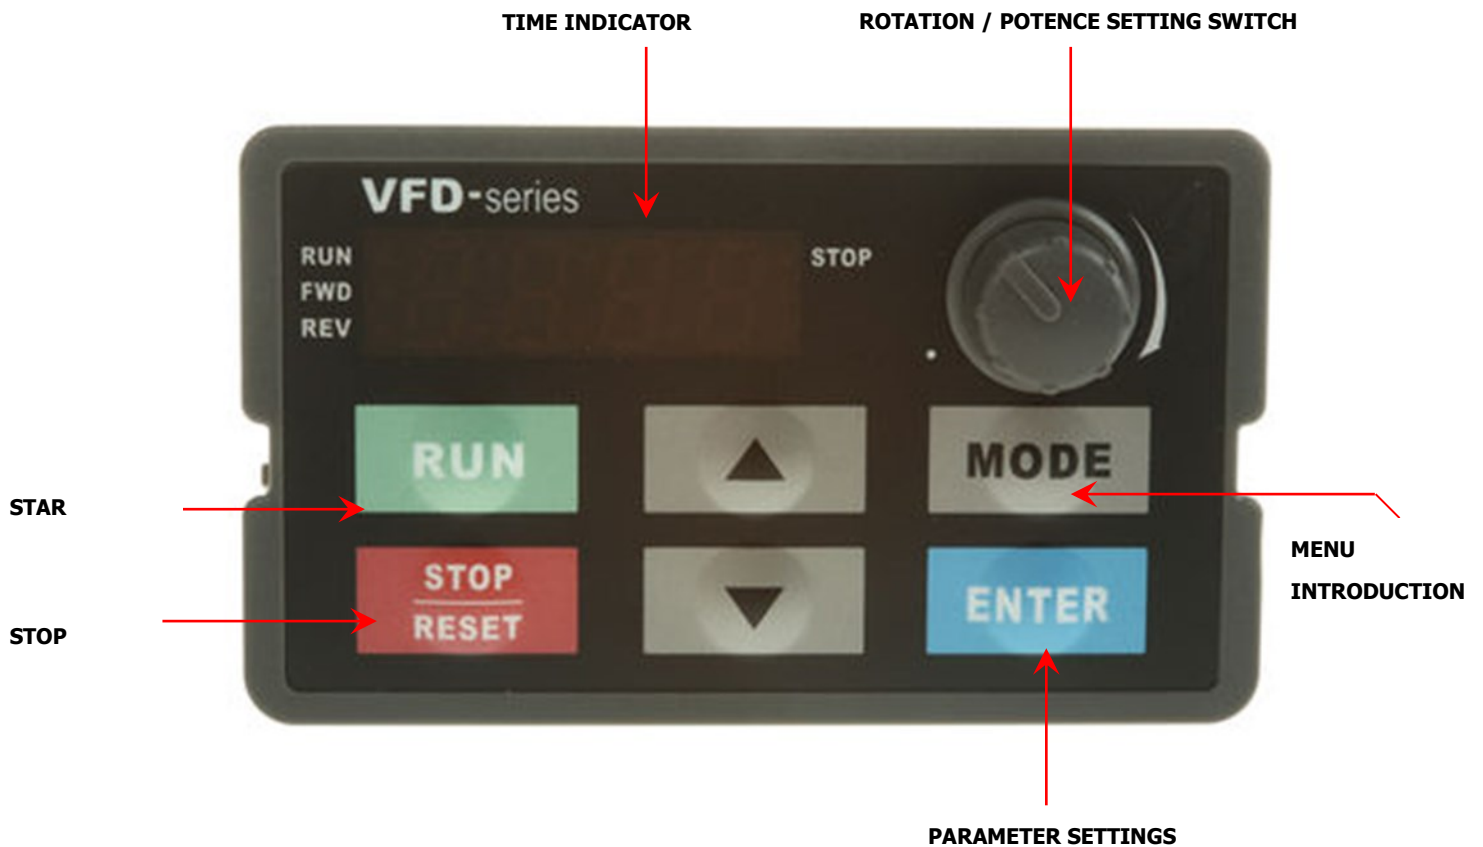 TIME INDICATOR
ROTATION / POTENCE SETTING SWITCH
VFD-series
RUN
STOP
FWD
REV
RUN
MODE
STAR
STOP
RESET
ENTER
MENU
INTRODUCTION
STOP
PARAMETER SETTINGS